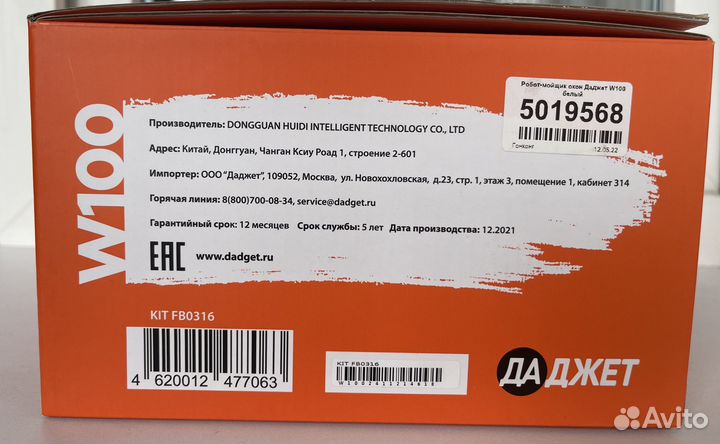 W100
Робот-мойщик окон Даджет W100
белый
5019568
Гонконг 12.05.22
Производитель: DONGGUAN HUIDI INTELLIGENT TECHNOLOGY CO., LTD
Адрес: Китай, Донггуан, Чанган Ксиу Роад 1, строение 2-601
Импортер: ООО "Даджет", 109052, Москва, ул. Новохохловская, д.23, стр. 1, этаж 3, помещение 1, кабинет 314
Горячая линия: 8(800)700-08-34, service@dadget.ru
Гарантийный срок: 12 месяцев Срок службы: 5 лет Дата производства: 12.2021
EAC www.dadget.ru
KIT FB0316
4 620012 477063
KIT FB0316
W1002411214618
ДАДЖЕТ
Avito